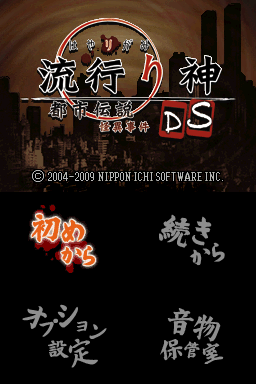 はやりがみ
流行り神
都市伝説
怪異事件
DS
© 2004-2009 NIPPON ICHI SOFTWARE INC.
初め
から
続き
から
オプション
設定
音物
保管室